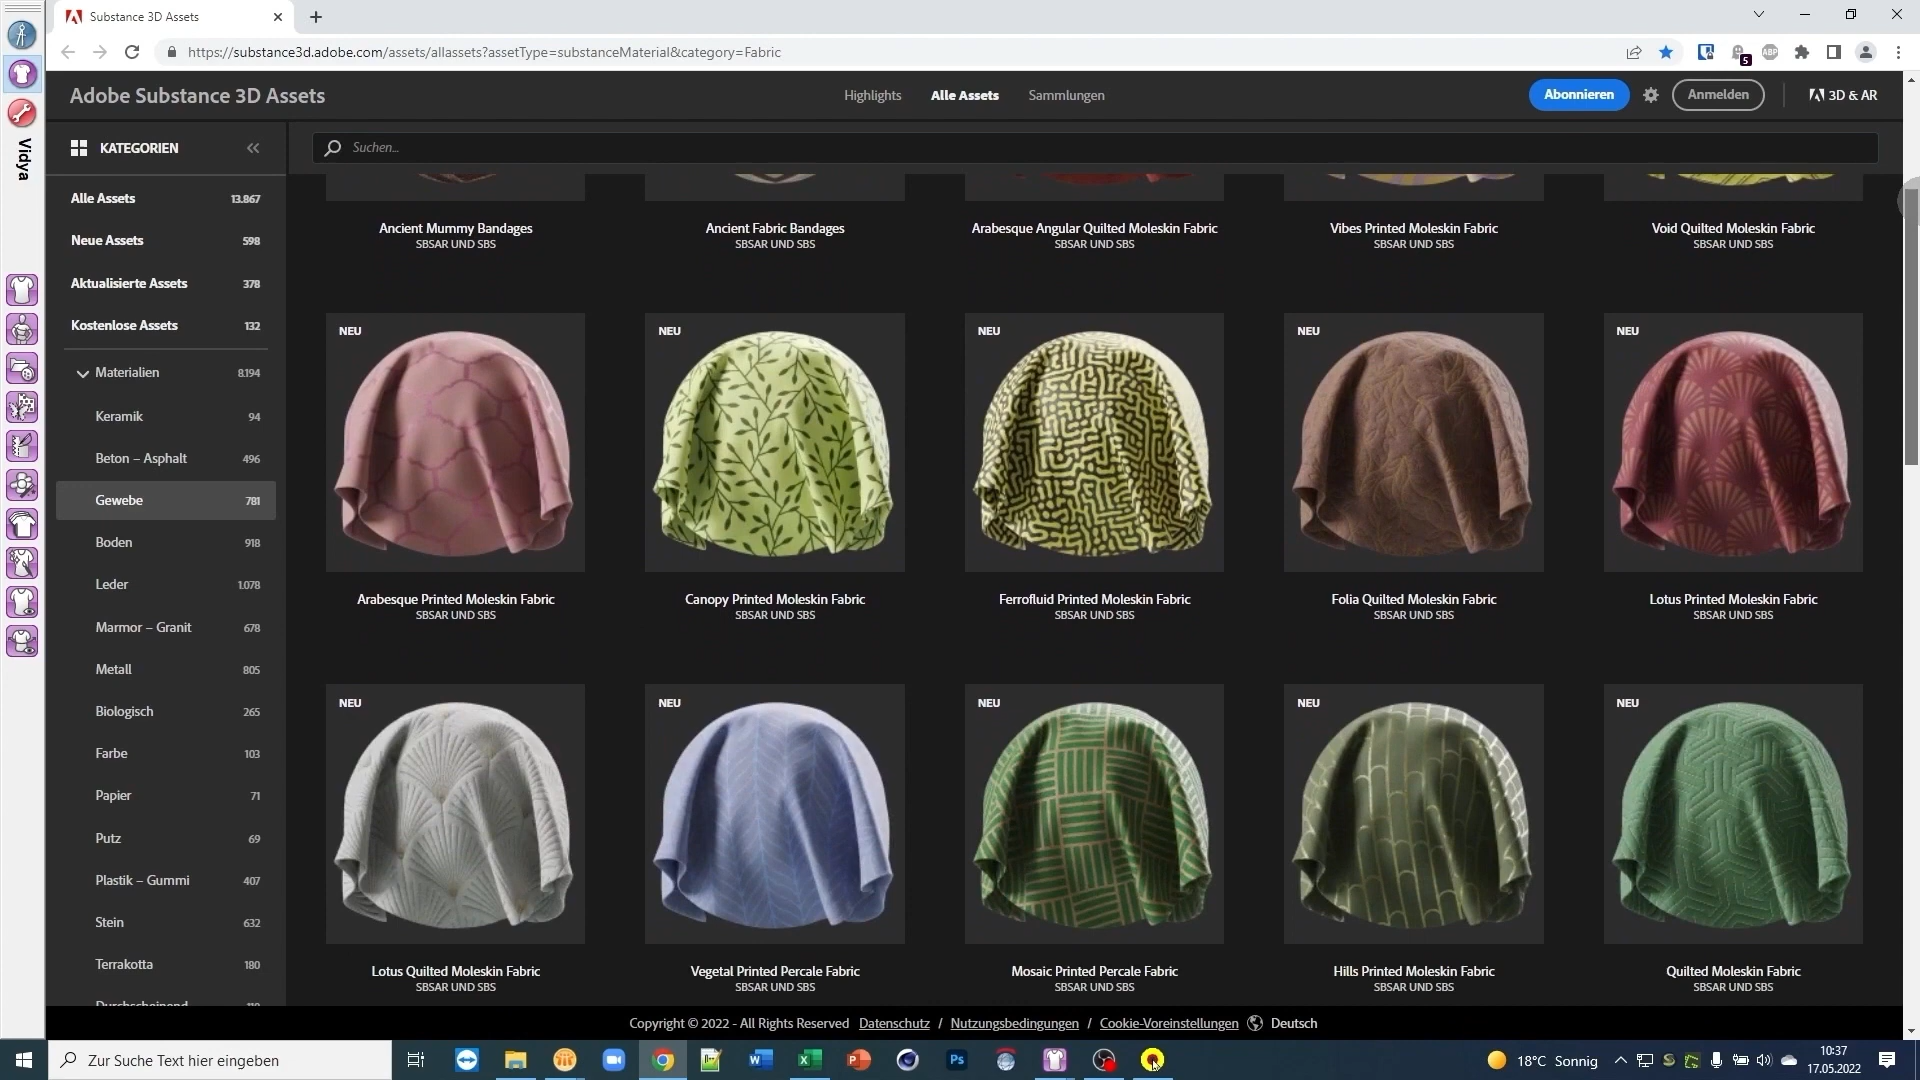 Substance 3D Assets
https://substance3d.adobe.com/assets/allassets?assetType=substanceMaterial&category=Fabric
ABP
5
Adobe Substance 3D Assets
Highlights
Alle Assets
Sammlungen
Abonnieren
Anmelden
3D & AR
Vidya
KATEGORIEN
Suchen...
Alle Assets 13.867
Neue Assets 598
Aktualisierte Assets 378
Kostenlose Assets 132
Materialien 8.194
Keramik 94
Beton – Asphalt 496
Gewebe 781
Boden 918
Leder 1.078
Marmor – Granit 678
Metall 805
Biologisch 265
Farbe 103
Papier 71
Putz 69
Plastik – Gummi 407
Stein 632
Terrakotta 180
Durchscheinend
Ancient Mummy Bandages
SBSAR UND SBS
Ancient Fabric Bandages
SBSAR UND SBS
Arabesque Angular Quilted Moleskin Fabric
SBSAR UND SBS
Vibes Printed Moleskin Fabric
SBSAR UND SBS
Void Quilted Moleskin Fabric
SBSAR UND SBS
NEU
Arabesque Printed Moleskin Fabric
SBSAR UND SBS
NEU
Canopy Printed Moleskin Fabric
SBSAR UND SBS
NEU
Ferrofluid Printed Moleskin Fabric
SBSAR UND SBS
NEU
Folia Quilted Moleskin Fabric
SBSAR UND SBS
NEU
Lotus Printed Moleskin Fabric
SBSAR UND SBS
NEU
Lotus Quilted Moleskin Fabric
SBSAR UND SBS
NEU
Vegetal Printed Percale Fabric
SBSAR UND SBS
NEU
Mosaic Printed Percale Fabric
SBSAR UND SBS
NEU
Hills Printed Moleskin Fabric
SBSAR UND SBS
NEU
Quilted Moleskin Fabric
SBSAR UND SBS
Copyright © 2022 - All Rights Reserved Datenschutz / Nutzungsbedingungen / Cookie-Voreinstellungen Deutsch
Zur Suche Text hier eingeben
Ps
18°C Sonnig
10:37
17.05.2022